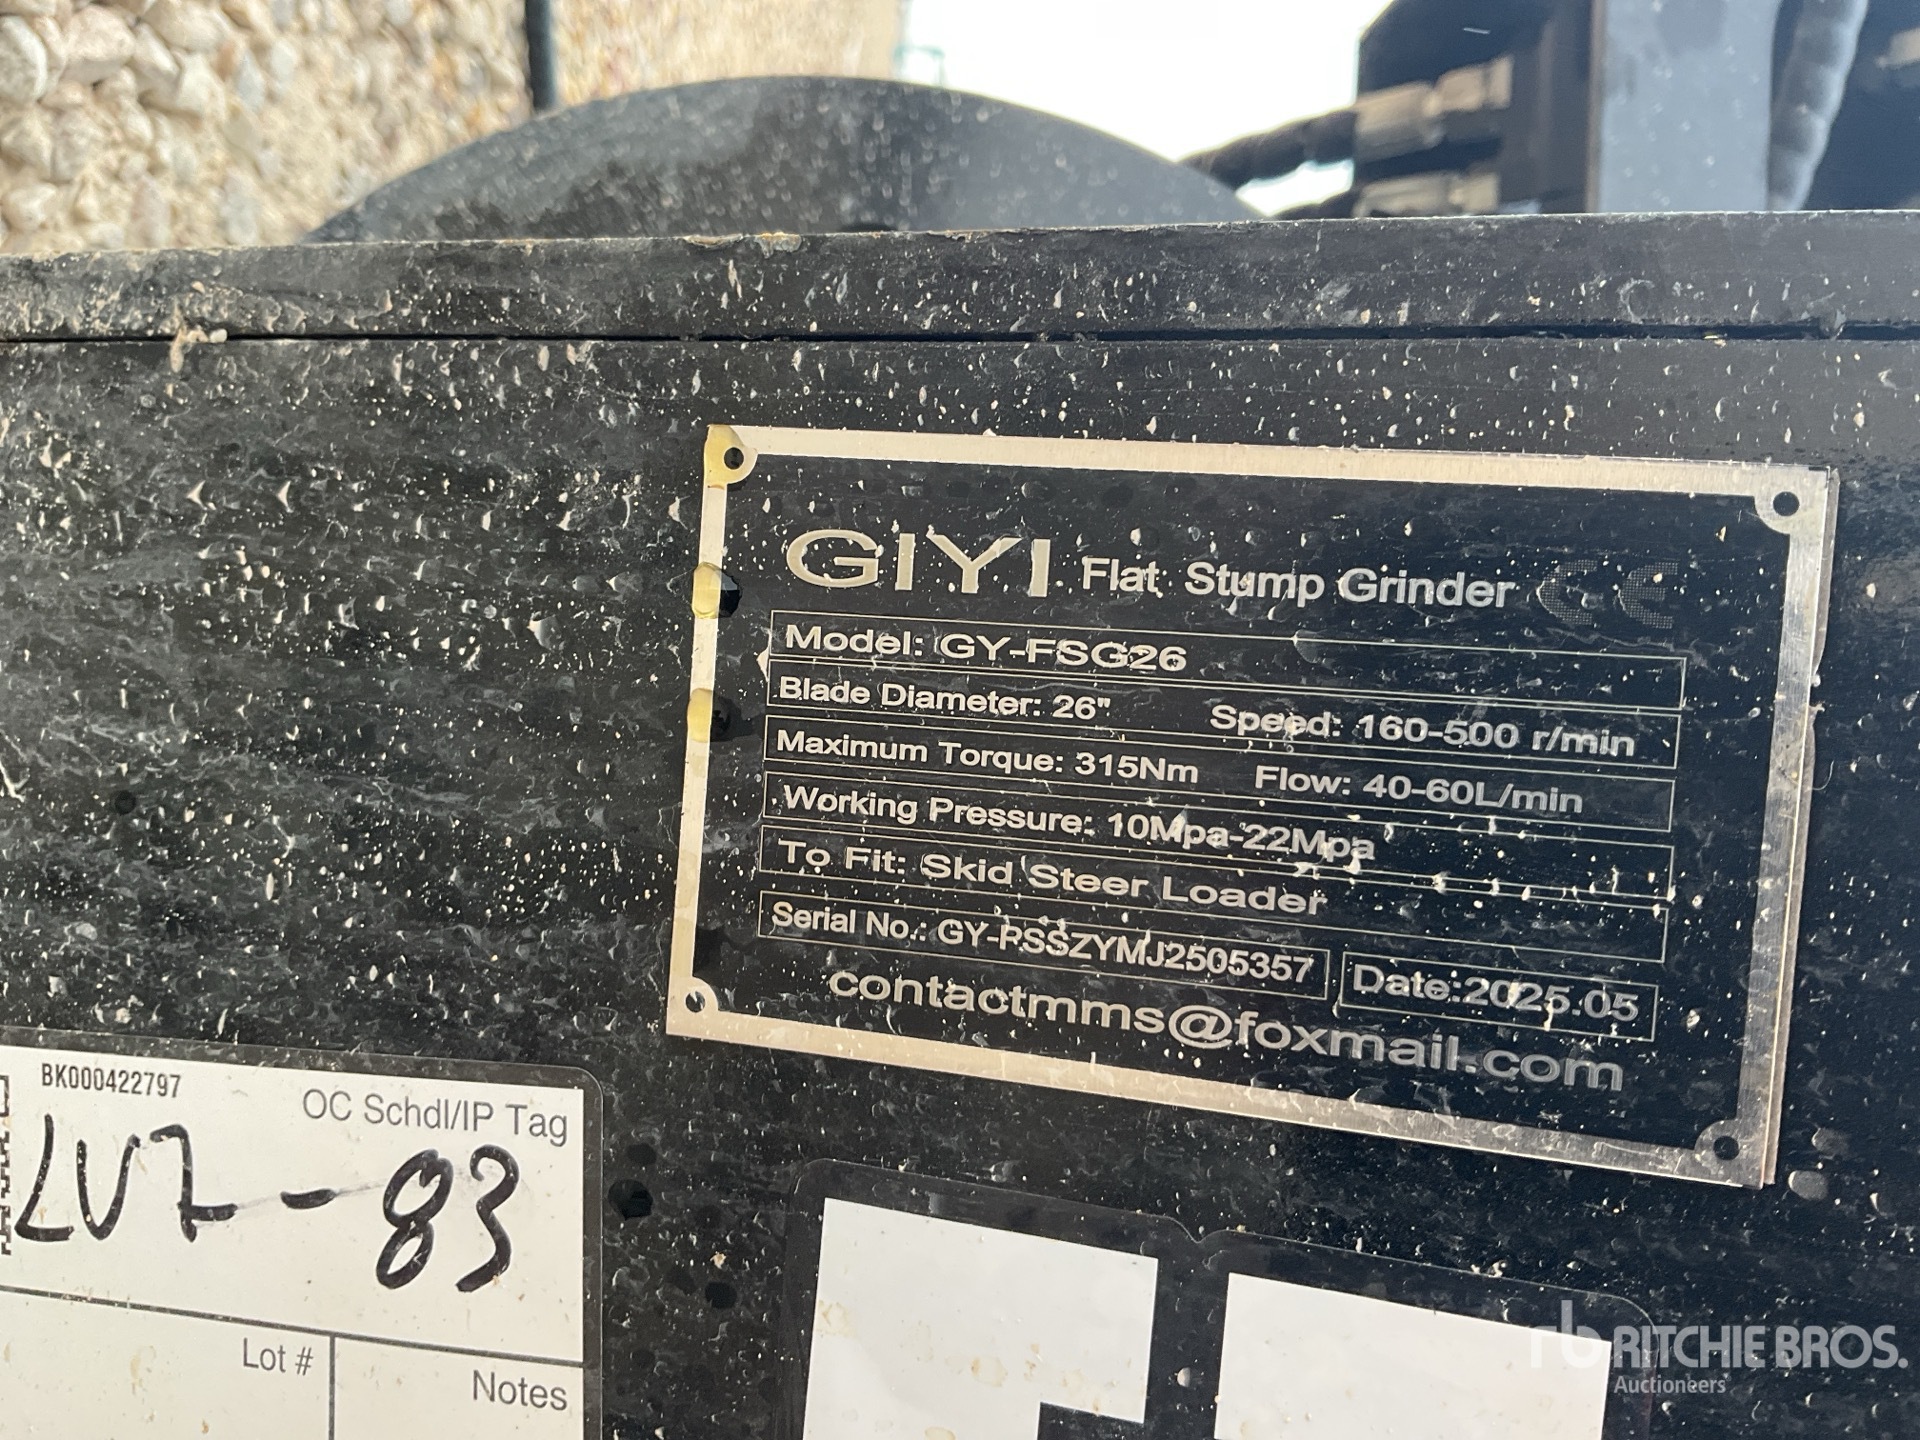 GIYI Flat Stump Grinder CE
Model: GY-FSG26
Blade Diameter: 26" Speed: 160-500 r/min
Maximum Torque: 315Nm Flow: 40-60L/min
Working Pressure: 10Mpa-22Mpa
To Fit: Skid Steer Loader
Serial No.: GY-PSSZYMJ2505357 Date:2025.05
contactmms@foxmail.com
BK000422797
OC Schdl/IP Tag
LV7-83
Lot #
Notes
rb RITCHIE BROS.
Auctioneers